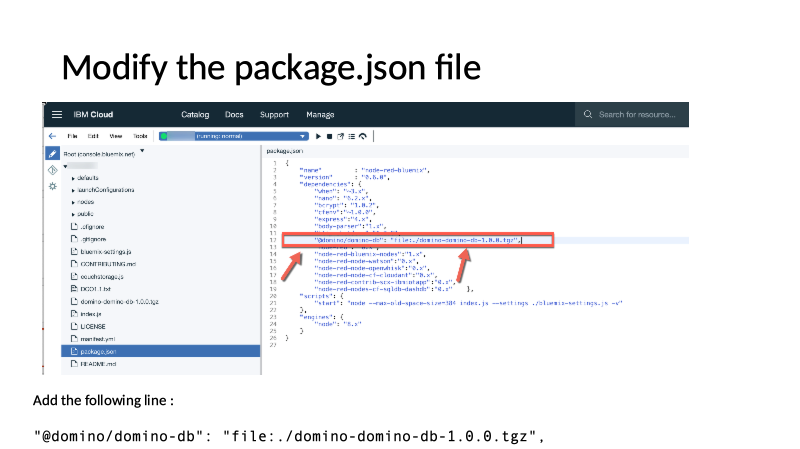 Modify the package.json file
IBM Cloud Catalog Docs Support Manage Search for resource...
File Edit View Tools (running: normal)
Root (console.bluemix.net)
defaults
launchConfigurations
nodes
public
.cfignore
.gitignore
bluemix-settings.js
CONTRIBUTING.md
couchstorage.js
DCO1.1.txt
domino-domino-db-1.0.0.tgz
index.js
LICENSE
manifest.yml
package.json
README.md
package.json
1 {
2 "name" : "node-red-bluemix",
3 "version" : "0.6.0",
4 "dependencies": {
5 "when": "~3.x",
6 "nano": "6.2.x",
7 "bcrypt": "1.0.2",
8 "cfenv":"~1.0.0",
9 "express":"4.x",
10 "body-parser":"1.x",
11
12 "@domino/domino-db": "file:./domino-domino-db-1.0.0.tgz",
13
14 "node-red-bluemix-nodes":"1.x",
15 "node-red-node-watson":"0.x",
16 "node-red-node-openwhisk":"0.x",
17 "node-red-node-cf-cloudant":"0.x",
18 "node-red-contrib-scx-ibmiotapp":"0.x",
19 "node-red-nodes-cf-sqldb-dashdb":"0.x" },
20 "scripts": {
21 "start": "node --max-old-space-size=384 index.js --settings ./bluemix-settings.js -v"
22 },
23 "engines": {
24 "node": "8.x"
25 }
26 }
27
Add the following line :
"@domino/domino-db": "file:./domino-domino-db-1.0.0.tgz",